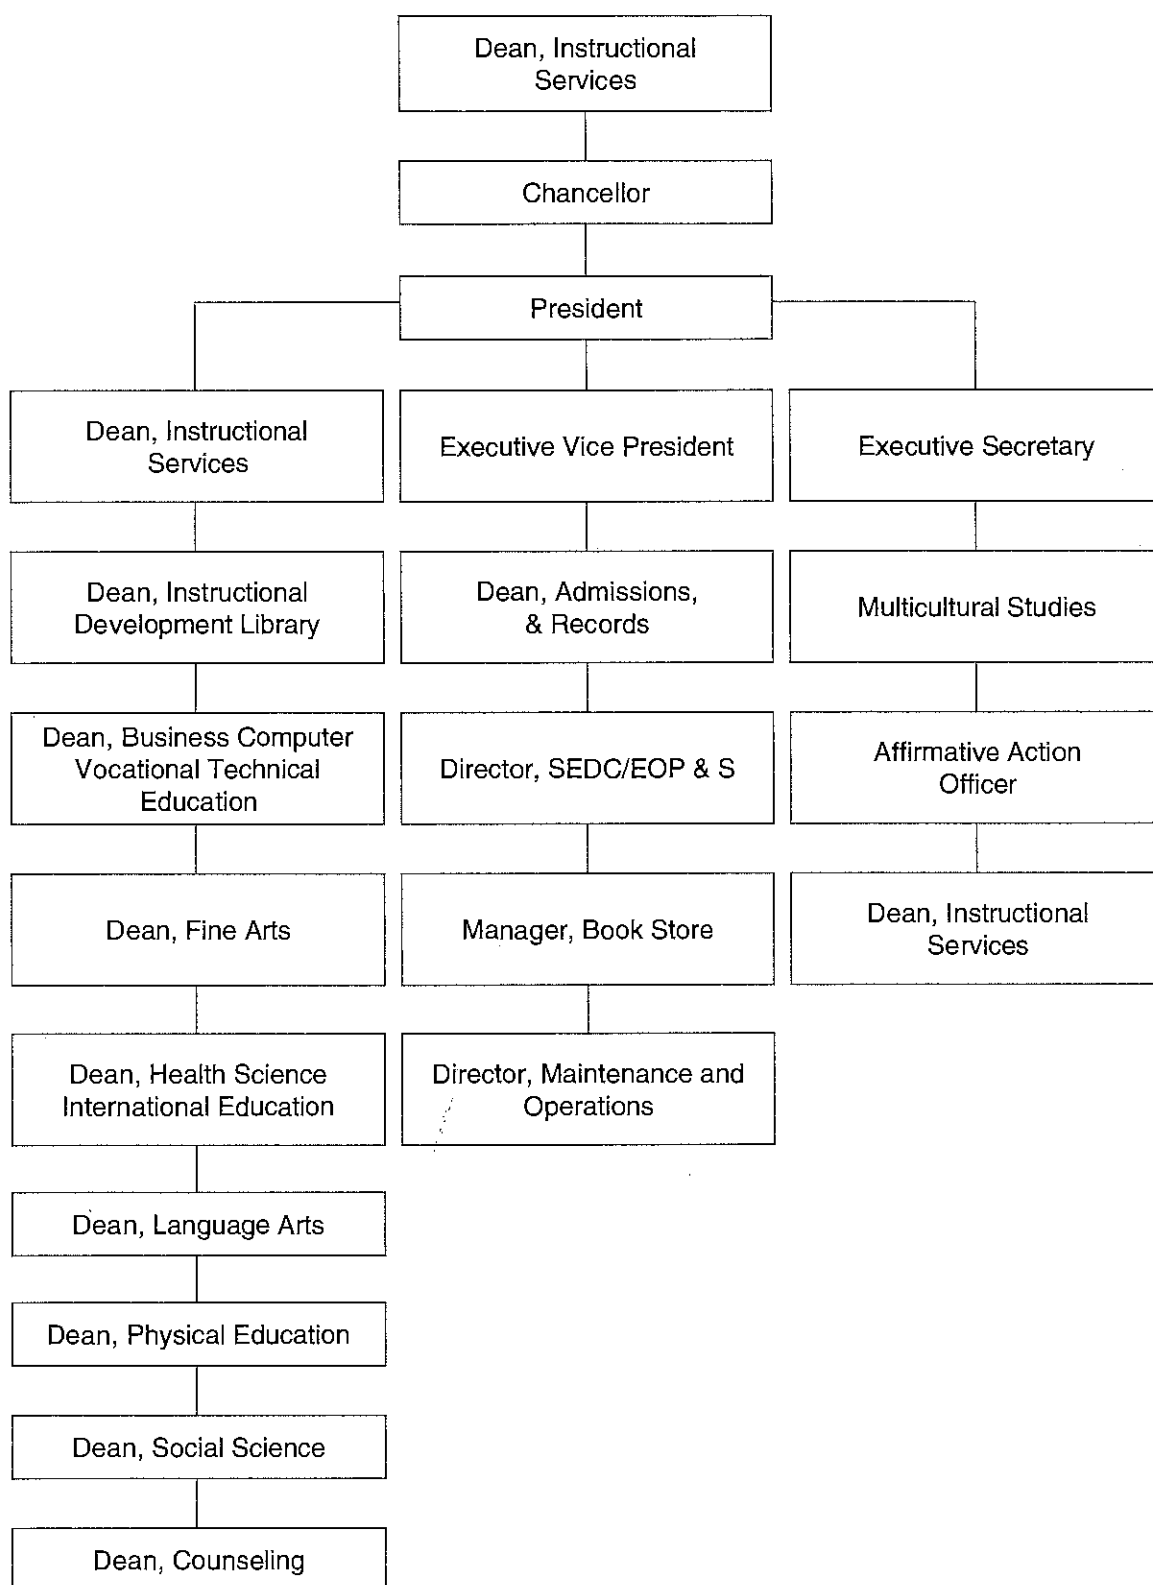 Dean, Instructional
Services
Chancellor
President
Dean, Instructional
Services
Executive Vice President
Executive Secretary
Dean, Instructional
Development Library
Dean, Admissions,
& Records
Multicultural Studies
Dean, Business Computer
Vocational Technical
Education
Director, SEDC/EOP & S
Affirmative Action
Officer
Dean, Fine Arts
Manager, Book Store
Dean, Instructional
Services
Dean, Health Science
International Education
Director, Maintenance and
Operations
Dean, Language Arts
Dean, Physical Education
Dean, Social Science
Dean, Counseling